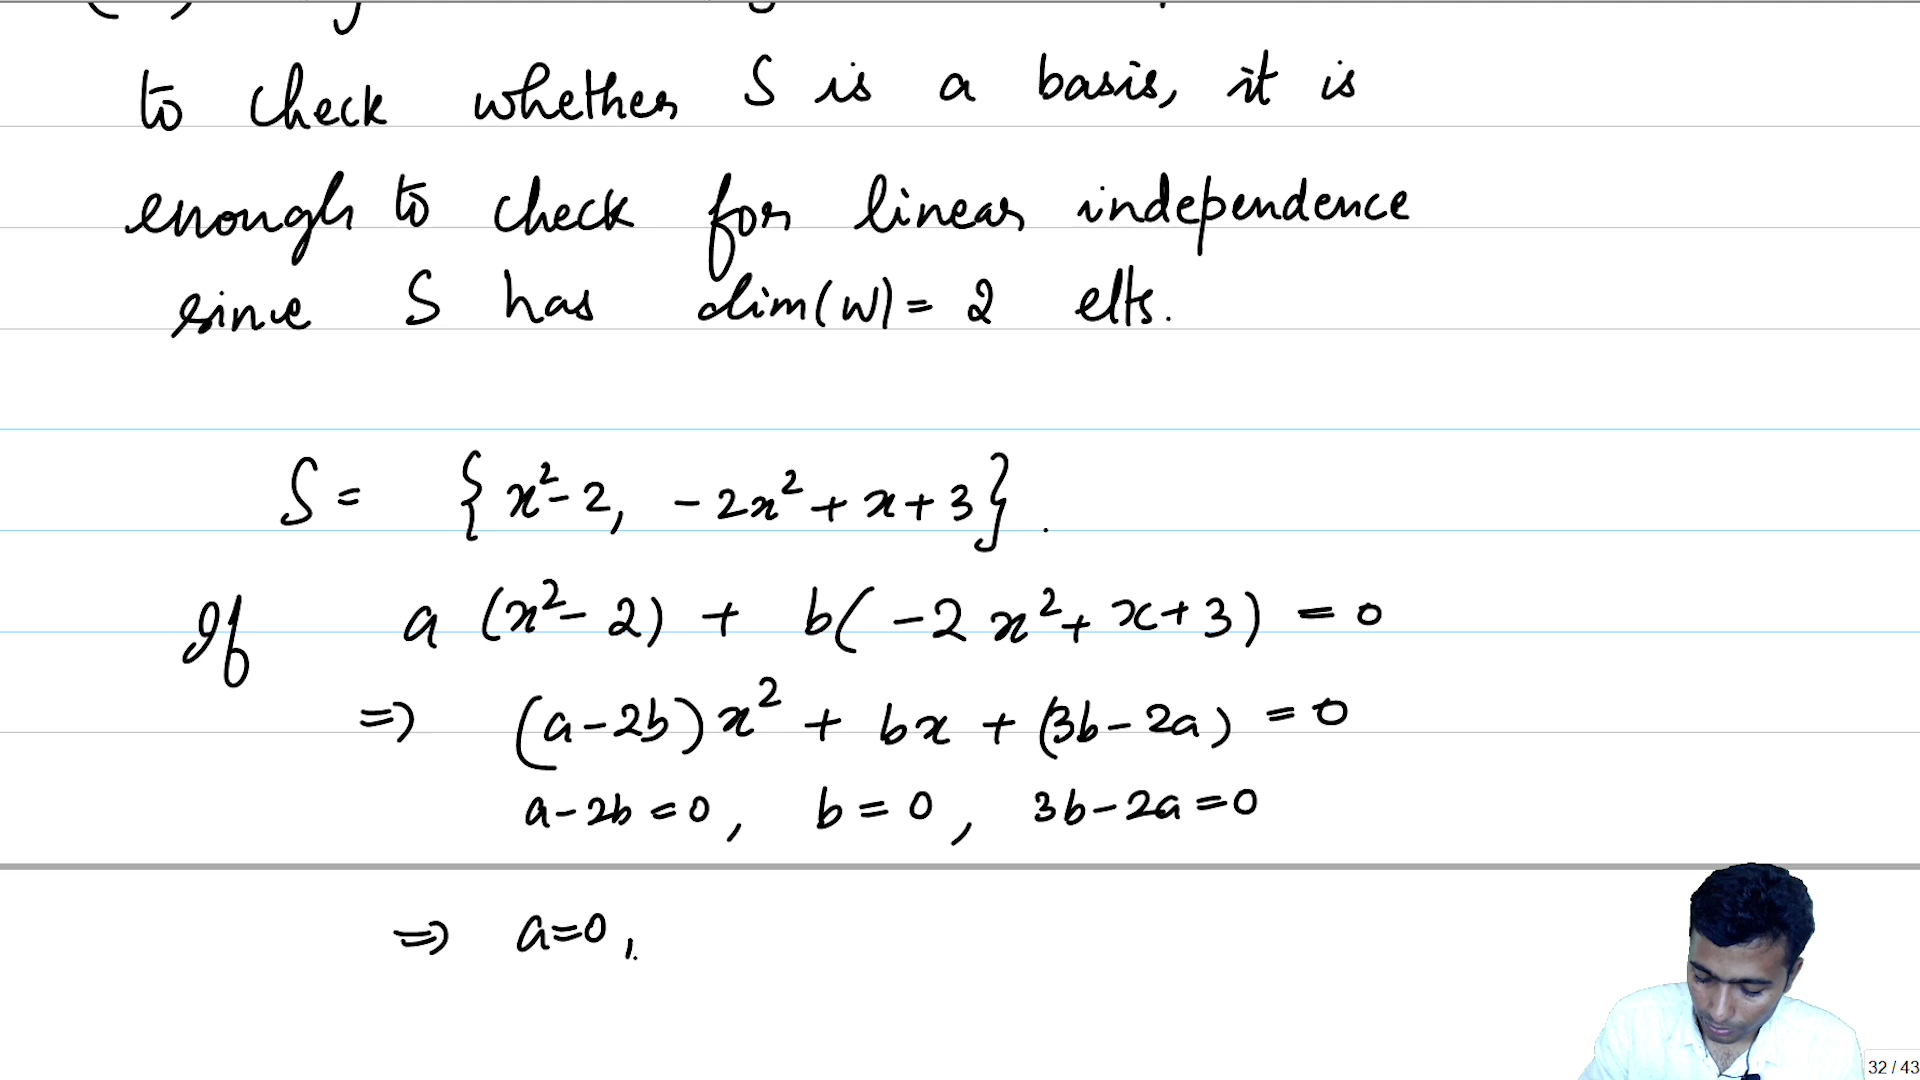 to check whether S is a basis, it is
enough to check for linear independence
since S has dim(W) = 2 elts.
S = { x² - 2, -2x² + x + 3 } .
If a (x² - 2) + b( -2 x² + x + 3) = 0
=) (a - 2b) x² + bx + (3b - 2a) = 0
a - 2b = 0, b = 0, 3b - 2a = 0
=> a = 0,
32 / 43